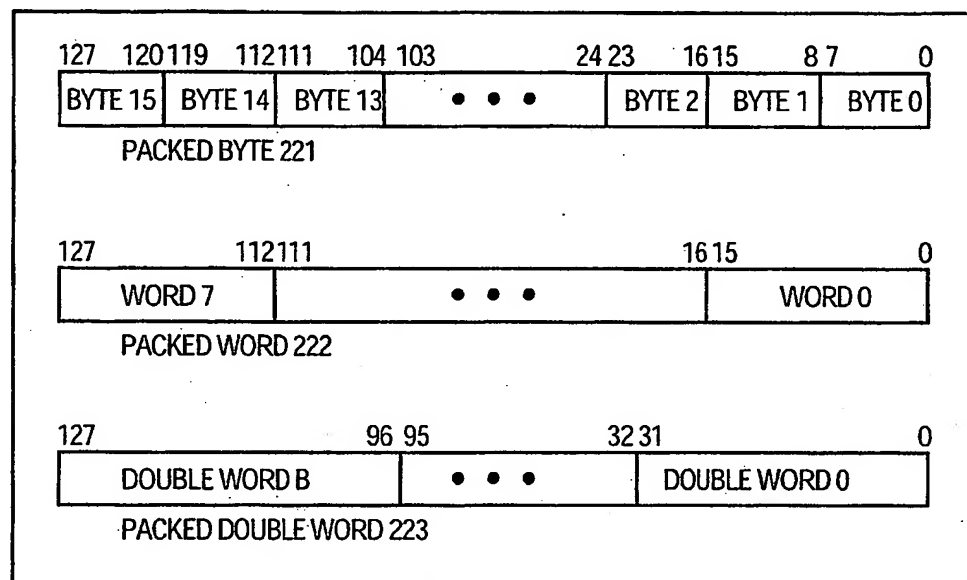 127 120 119 112 111 104 103 24 23 16 15 8 7 0
BYTE 15 BYTE 14 BYTE 13 • • • BYTE 2 BYTE 1 BYTE 0
PACKED BYTE 221
127 112 111 16 15 0
WORD 7 • • • WORD 0
PACKED WORD 222
127 96 95 32 31 0
DOUBLE WORD B • • • DOUBLE WORD 0
PACKED DOUBLE WORD 223